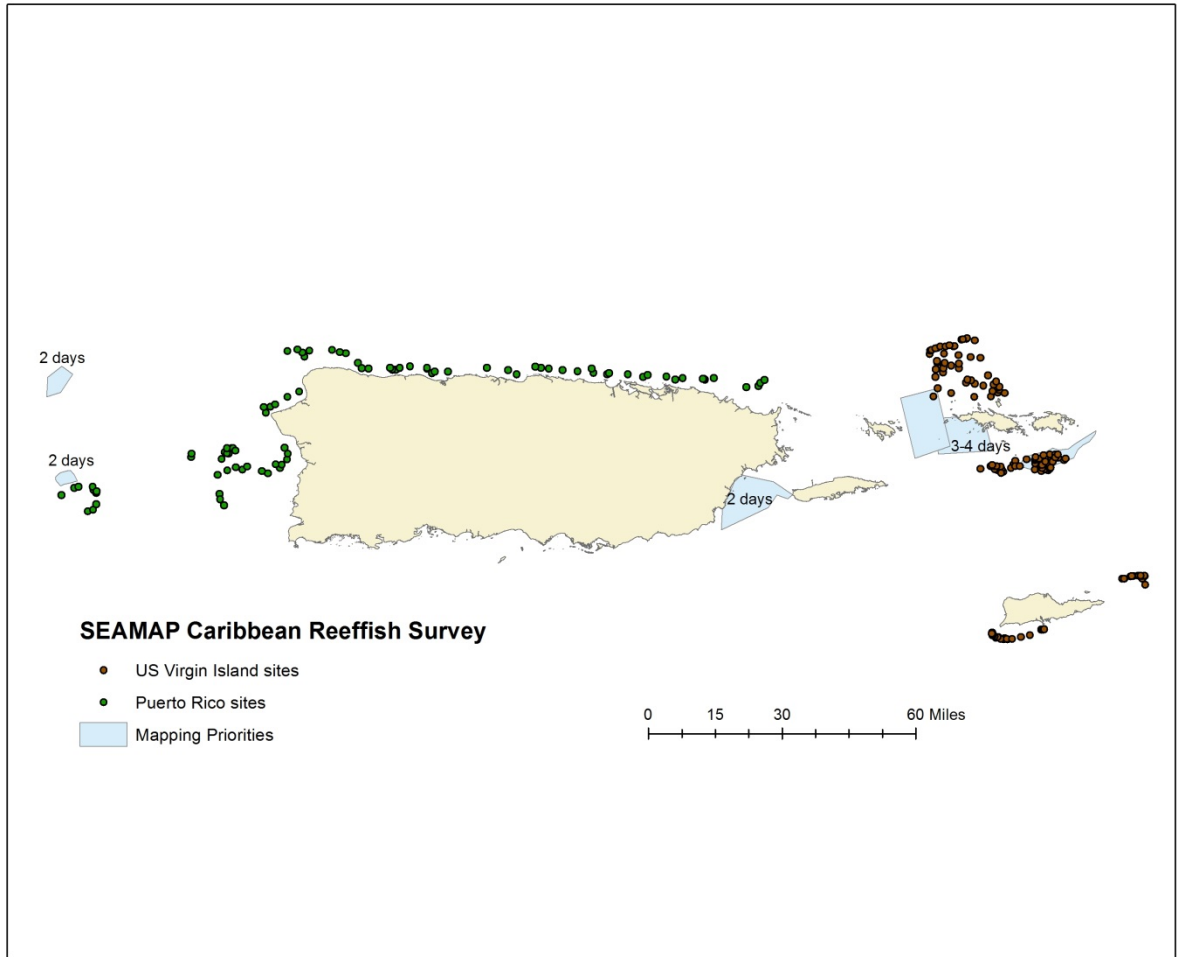 2 days
2 days
3-4 days
2 days
SEAMAP Caribbean Reeffish Survey
US Virgin Island sites
Puerto Rico sites
Mapping Priorities
0 15 30 60 Miles